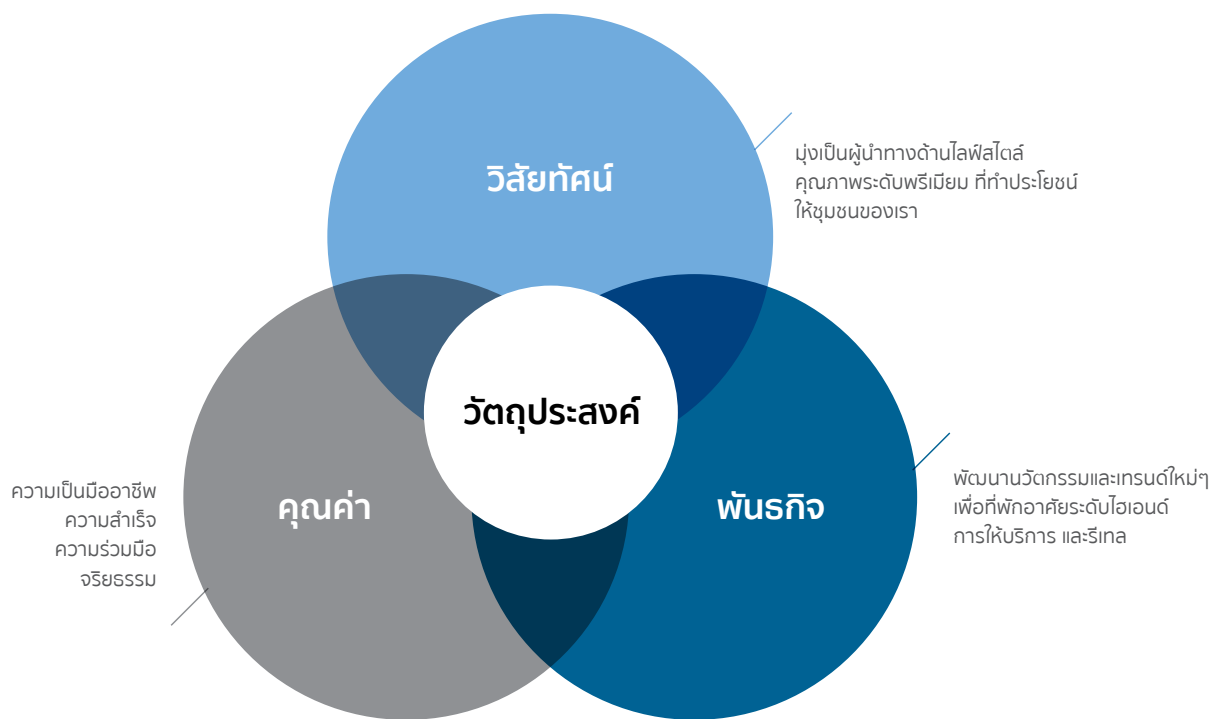 วิสัยทัศน์
มุ่งเป็นผู้นำทางด้านไลฟ์สไตล์
คุณภาพระดับพรีเมียม ที่ทำประโยชน์
ให้ชุมชนของเรา
วัตถุประสงค์
คุณค่า
ความเป็นมืออาชีพ
ความสำเร็จ
ความร่วมมือ
จริยธรรม
พันธกิจ
พัฒนานวัตกรรมและเทรนด์ใหม่ๆ
เพื่อที่พักอาศัยระดับไฮเอนด์
การให้บริการ และรีเทล